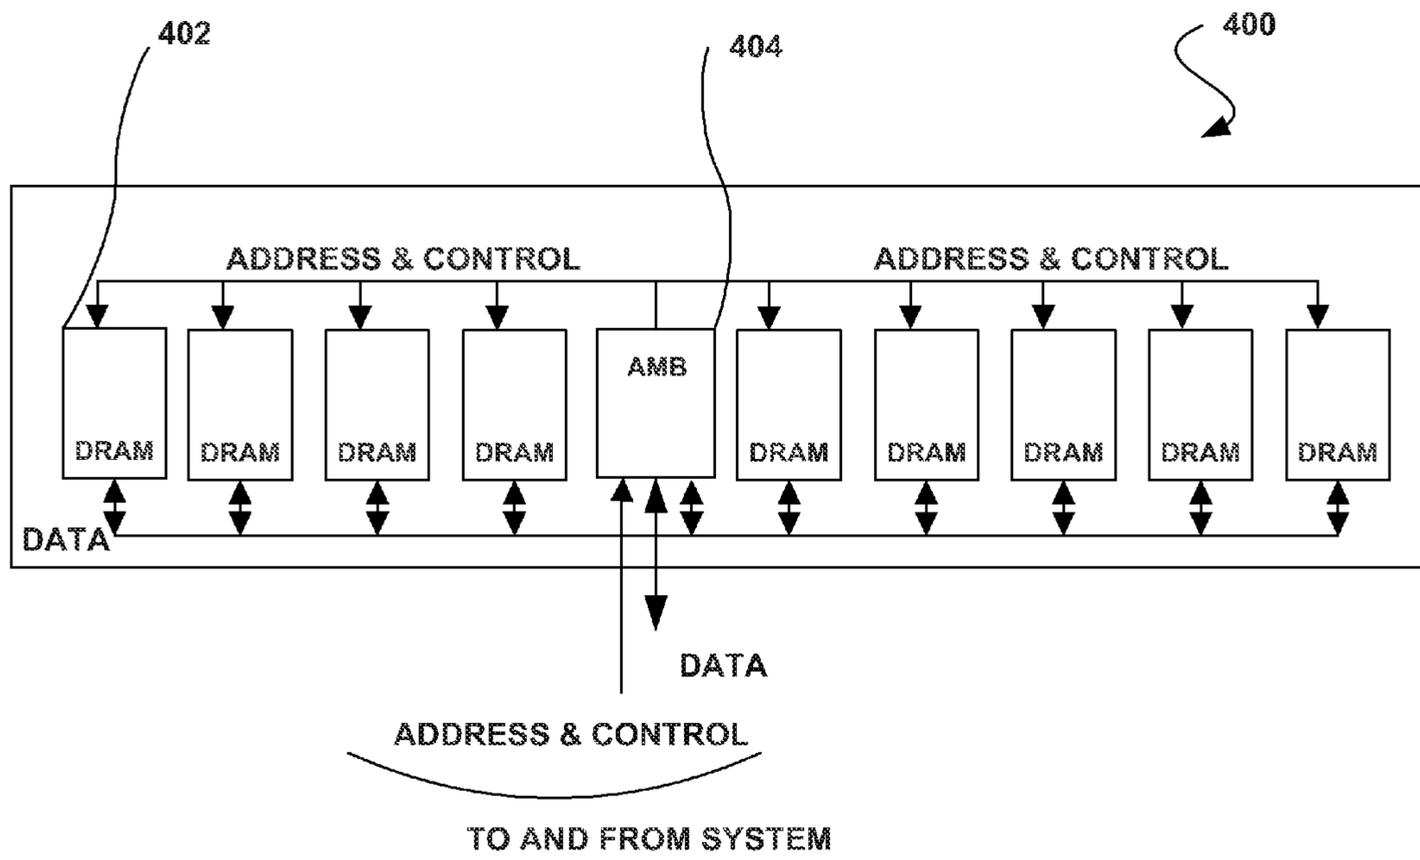 402
404
400
ADDRESS & CONTROL
ADDRESS & CONTROL
AMB
DRAM
DRAM
DRAM
DRAM
DRAM
DRAM
DRAM
DRAM
DRAM
DATA
DATA
ADDRESS & CONTROL
TO AND FROM SYSTEM